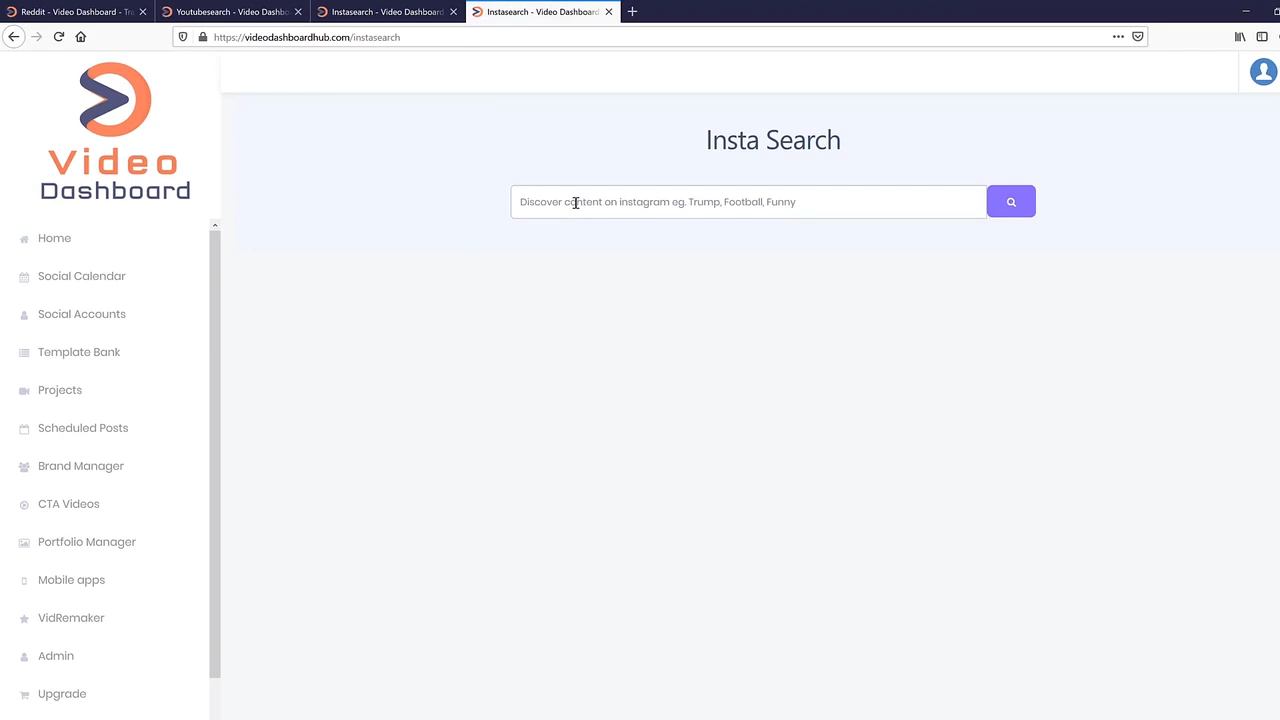 Reddit - Video Dashboard - Tr
Youtubesearch - Video Dashbo
Instasearch - Video Dashboard
Instasearch - Video Dashboard
https://videodashboardhub.com/instasearch
Video
Dashboard
Insta Search
Discover content on instagram eg. Trump, Football, Funny
Home
Social Calendar
Social Accounts
Template Bank
Projects
Scheduled Posts
Brand Manager
CTA Videos
Portfolio Manager
Mobile apps
VidRemaker
Admin
Upgrade